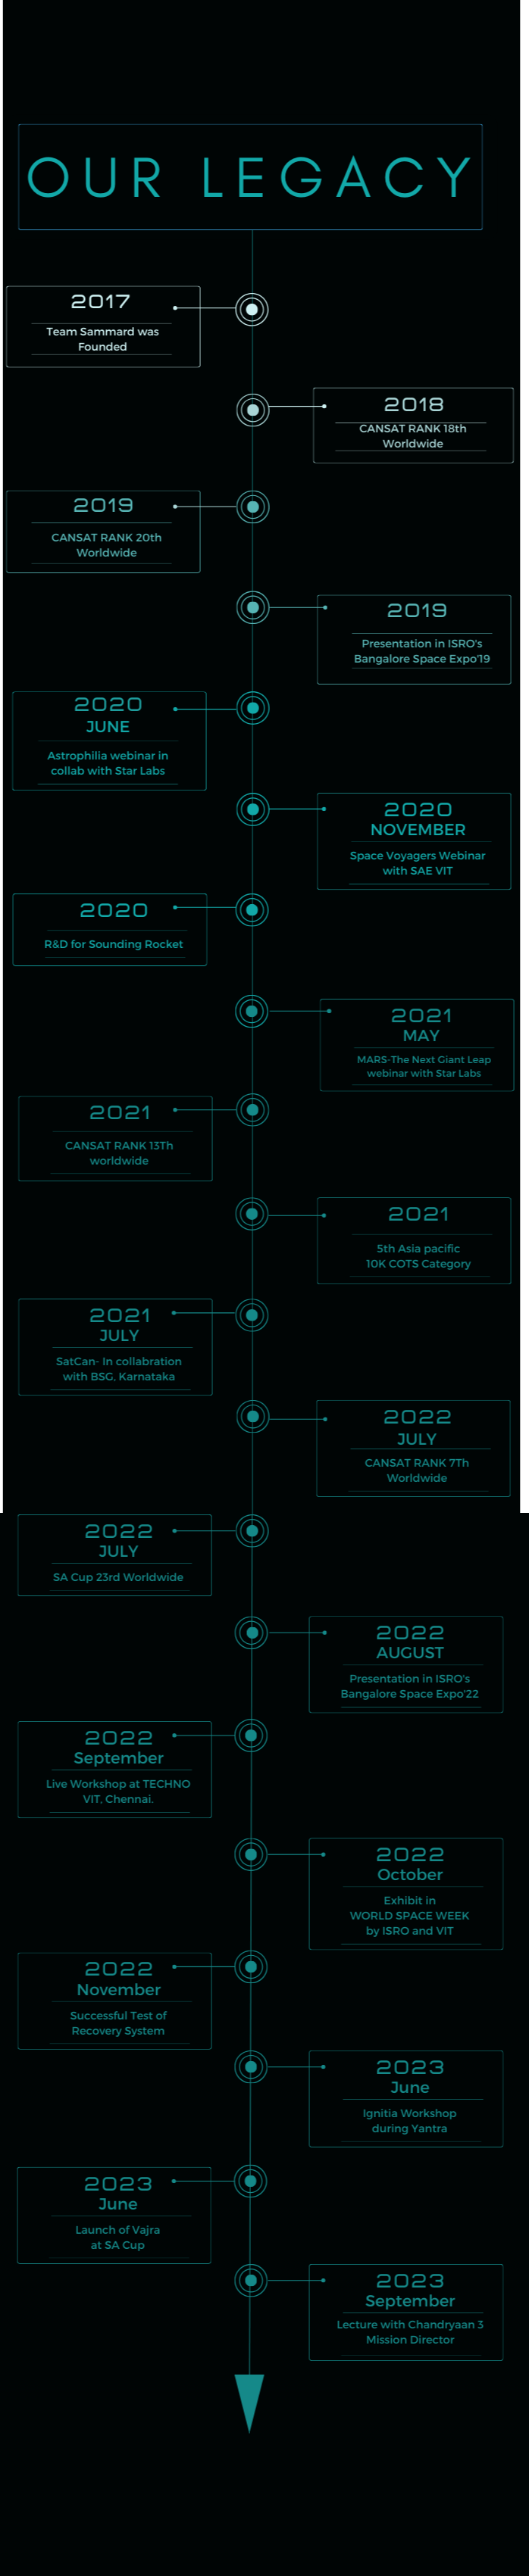 OUR LEGACY
2017
Team Sammard was
Founded
2018
CANSAT RANK 18th
Worldwide
2019
CANSAT RANK 20th
Worldwide
2019
Presentation in ISRO's
Bangalore Space Expo'19
2020
JUNE
Astrophilia webinar in
collab with Star Labs
2020
NOVEMBER
Space Voyagers Webinar
with SAE VIT
2020
R&D for Sounding Rocket
2021
MAY
MARS-The Next Giant Leap
webinar with Star Labs
2021
CANSAT RANK 13Th
worldwide
2021
5th Asia pacific
10K COTS Category
2021
JULY
SatCan- In collabration
with BSG, Karnataka
2022
JULY
CANSAT RANK 7Th
Worldwide
2022
JULY
SA Cup 23rd Worldwide
2022
AUGUST
Presentation in ISRO's
Bangalore Space Expo'22
2022
September
Live Workshop at TECHNO
VIT, Chennai.
2022
October
Exhibit in
WORLD SPACE WEEK
by ISRO and VIT
2022
November
Successful Test of
Recovery System
2023
June
Ignitia Workshop
during Yantra
2023
June
Launch of Vajra
at SA Cup
2023
September
Lecture with Chandryaan 3
Mission Director